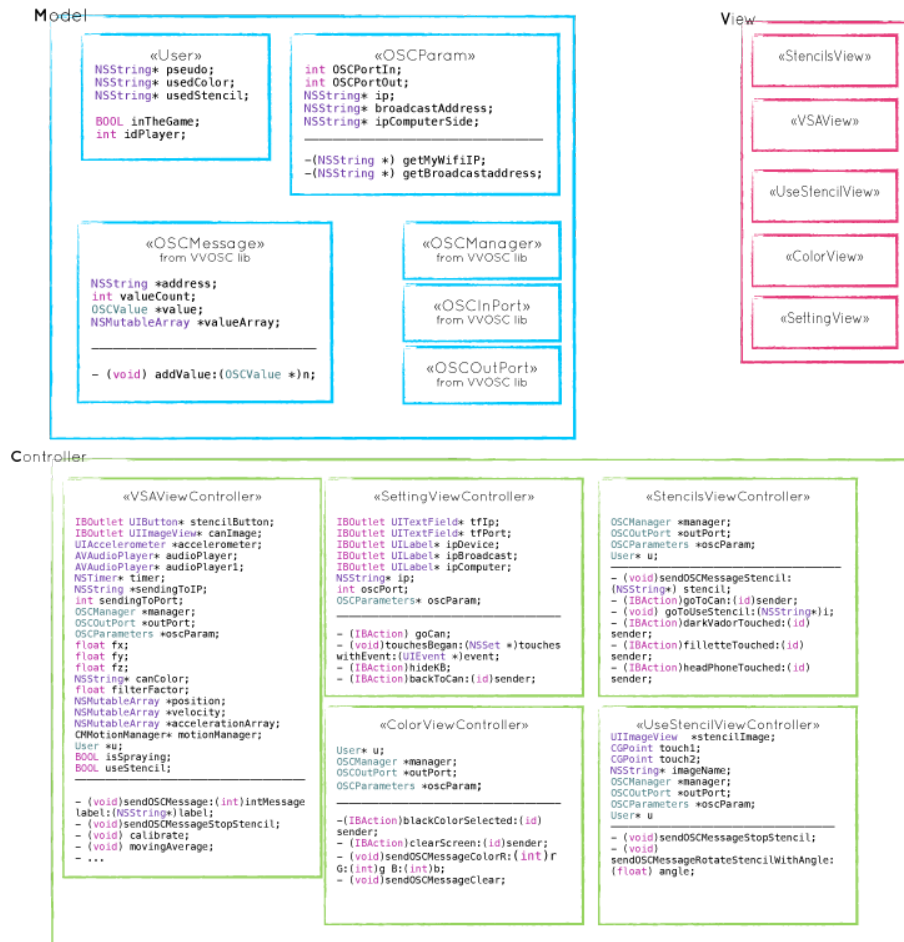 Model
«User»
NSString* pseudo;
NSString* usedColor;
NSString* usedStencil;
BOOL inTheGame;
int idPlayer;
«OSCParam»
int OSCPortIn;
int OSCPortOut;
NSString* ip;
NSString* broadcastAddress;
NSString* ipComputerSide;
-(NSString *) getMyWifiIP;
-(NSString *) getBroadcastaddress;
«OSCMessage»
from VVOSC lib
NSString *address;
int valueCount;
OSCValue *value;
NSMutableArray *valueArray;
- (void) addValue:(OSCValue *)n;
«OSCManager»
from VVOSC lib
«OSCInPort»
from VVOSC lib
«OSCOutPort»
from VVOSC lib
View
«StencilsView»
«VSAView»
«UseStencilView»
«ColorView»
«SettingView»
Controller
«VSAViewController»
IBOutlet UIButton* stencilButton;
IBOutlet UIImageView* canImage;
UIAccelerometer *accelerometer;
AVAudioPlayer* audioPlayer;
AVAudioPlayer* audioPlayer1;
NSTimer* timer;
NSString *sendingToIP;
int sendingToPort;
OSCManager *manager;
OSCOutPort *outPort;
OSCParameters *oscParam;
float fx;
float fy;
float fz;
NSString* canColor;
float filterFactor;
NSMutableArray *position;
NSMutableArray *velocity;
NSMutableArray *accelerationArray;
CMMotionManager* motionManager;
User *u;
BOOL isSpraying;
BOOL useStencil;
- (void)sendOSCMessage:(int)intMessage
label:(NSString*)label;
- (void)sendOSCMessageStopStencil;
- (void) calibrate;
- (void) movingAverage;
- ...
«SettingViewController»
IBOutlet UITextField* tfIp;
IBOutlet UITextField* tfPort;
IBOutlet UILabel* ipDevice;
IBOutlet UILabel* ipBroadcast;
IBOutlet UILabel* ipComputer;
NSString* ip;
int oscPort;
OSCParameters* oscParam;
- (IBAction) goCan;
- (void)touchesBegan:(NSSet *)touches
withEvent:(UIEvent *)event;
- (IBAction)hideKB;
- (IBAction)backToCan:(id)sender;
«StencilsViewController»
OSCManager *manager;
OSCOutPort *outPort;
OSCParameters *oscParam;
User* u;
- (void)sendOSCMessageStencil:
(NSString*) stencil;
- (IBAction)goToCan:(id)sender;
- (void) goToUseStencil:(NSString*)i;
- (IBAction)darkVadorTouched:(id)
sender;
- (IBAction)filletteTouched:(id)
sender;
- (IBAction)headPhoneTouched:(id)
sender;
«ColorViewController»
User* u;
OSCManager *manager;
OSCOutPort *outPort;
OSCParameters *oscParam;
-(IBAction)blackColorSelected:(id)
sender;
- (IBAction)clearScreen:(id)sender;
- (void)sendOSCMessageColorR:(int)r
G:(int)g B:(int)b;
- (void)sendOSCMessageClear;
«UseStencilViewController»
UIImageView *stencilImage;
CGPoint touch1;
CGPoint touch2;
NSString* imageName;
OSCManager *manager;
OSCOutPort *outPort;
OSCParameters *oscParam;
User* u
- (void)sendOSCMessageStopStencil;
- (void)
sendOSCMessageRotateStencilWithAngle:
(float) angle;